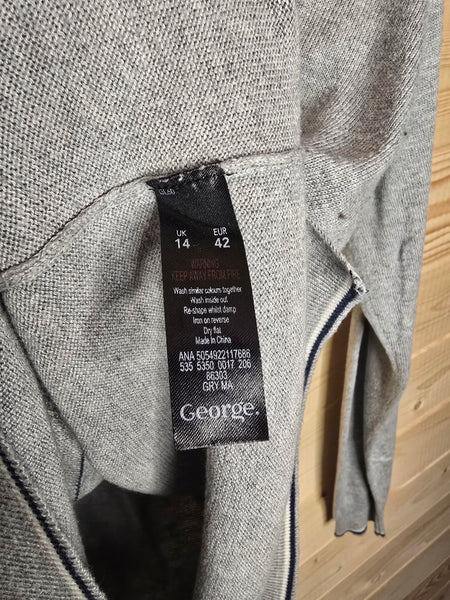 UK EUR
14 42
WARNING
KEEP AWAY FROM FIRE
Wash similar colours together
Wash inside out
Re-shape whilst damp
Iron on reverse
Dry flat
Made in China
ANA 5054922117686
535 5350 0017 206
86303
GRY MA
George.